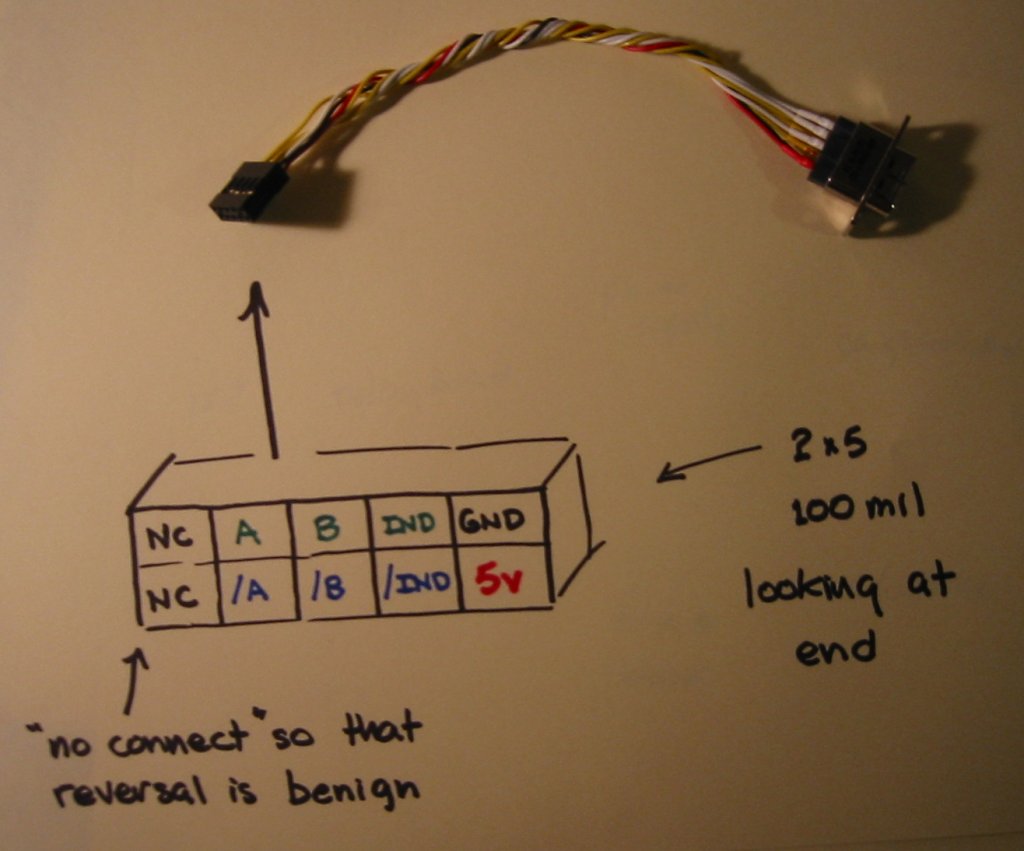 2x5
100 mil
looking at
end
NC A B IND GND
NC /A /B /IND 5v
"no connect" so that
reversal is benign